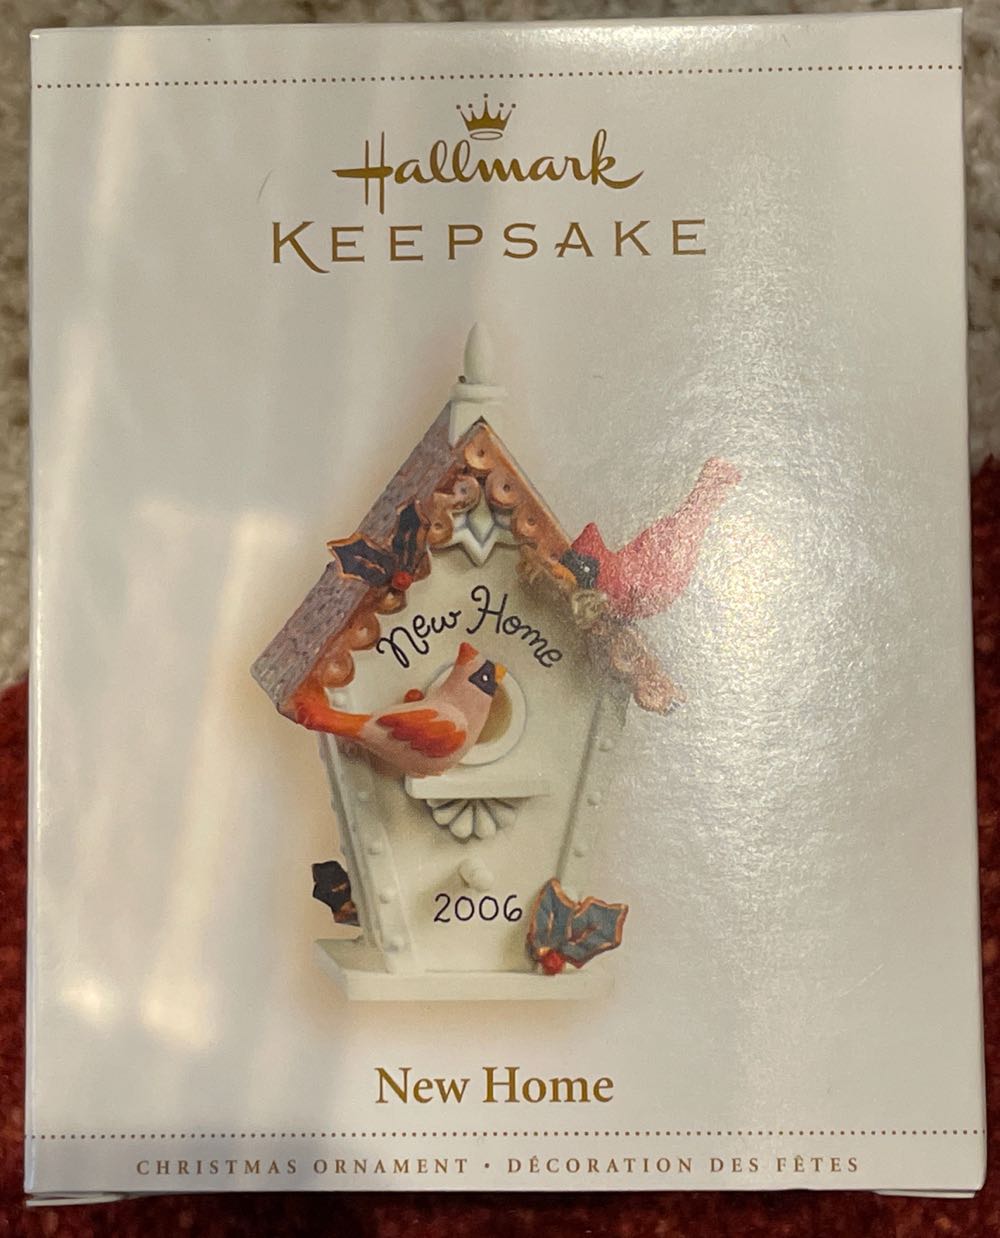 Hallmark
KEEPSAKE
New Home
2006
New Home
CHRISTMAS ORNAMENT • DÉCORATION DES FÊTES